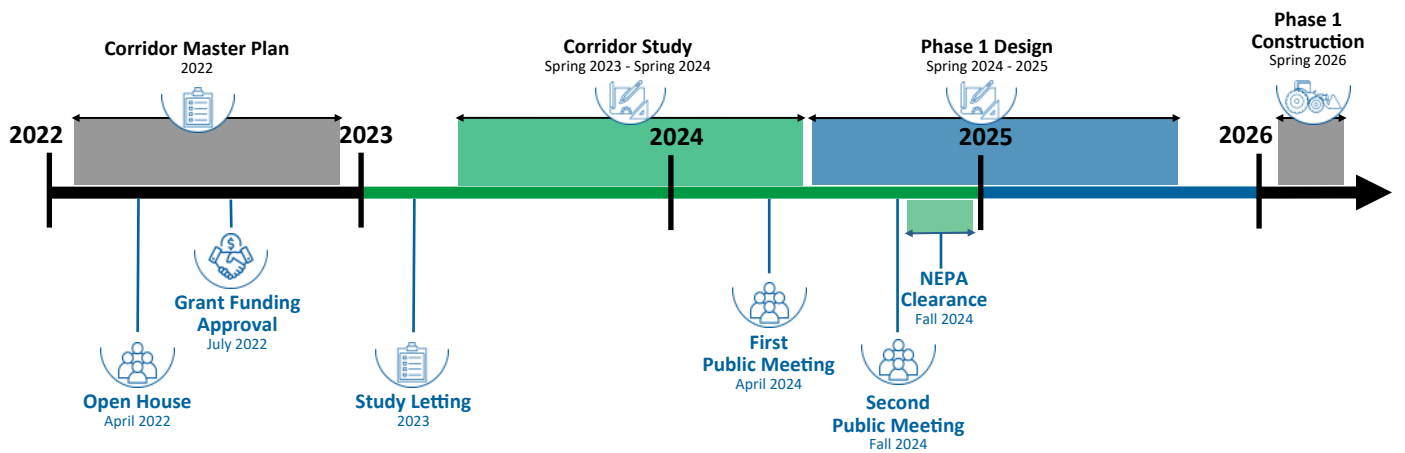 Corridor Master Plan
2022
Corridor Study
Spring 2023 - Spring 2024
Phase 1 Design
Spring 2024 - 2025
Phase 1
Construction
Spring 2026
2022
2023
2024
2025
2026
Open House
April 2022
$
Grant Funding
Approval
July 2022
Study Letting
2023
First
Public Meeting
April 2024
Second
Public Meeting
Fall 2024
NEPA
Clearance
Fall 2024